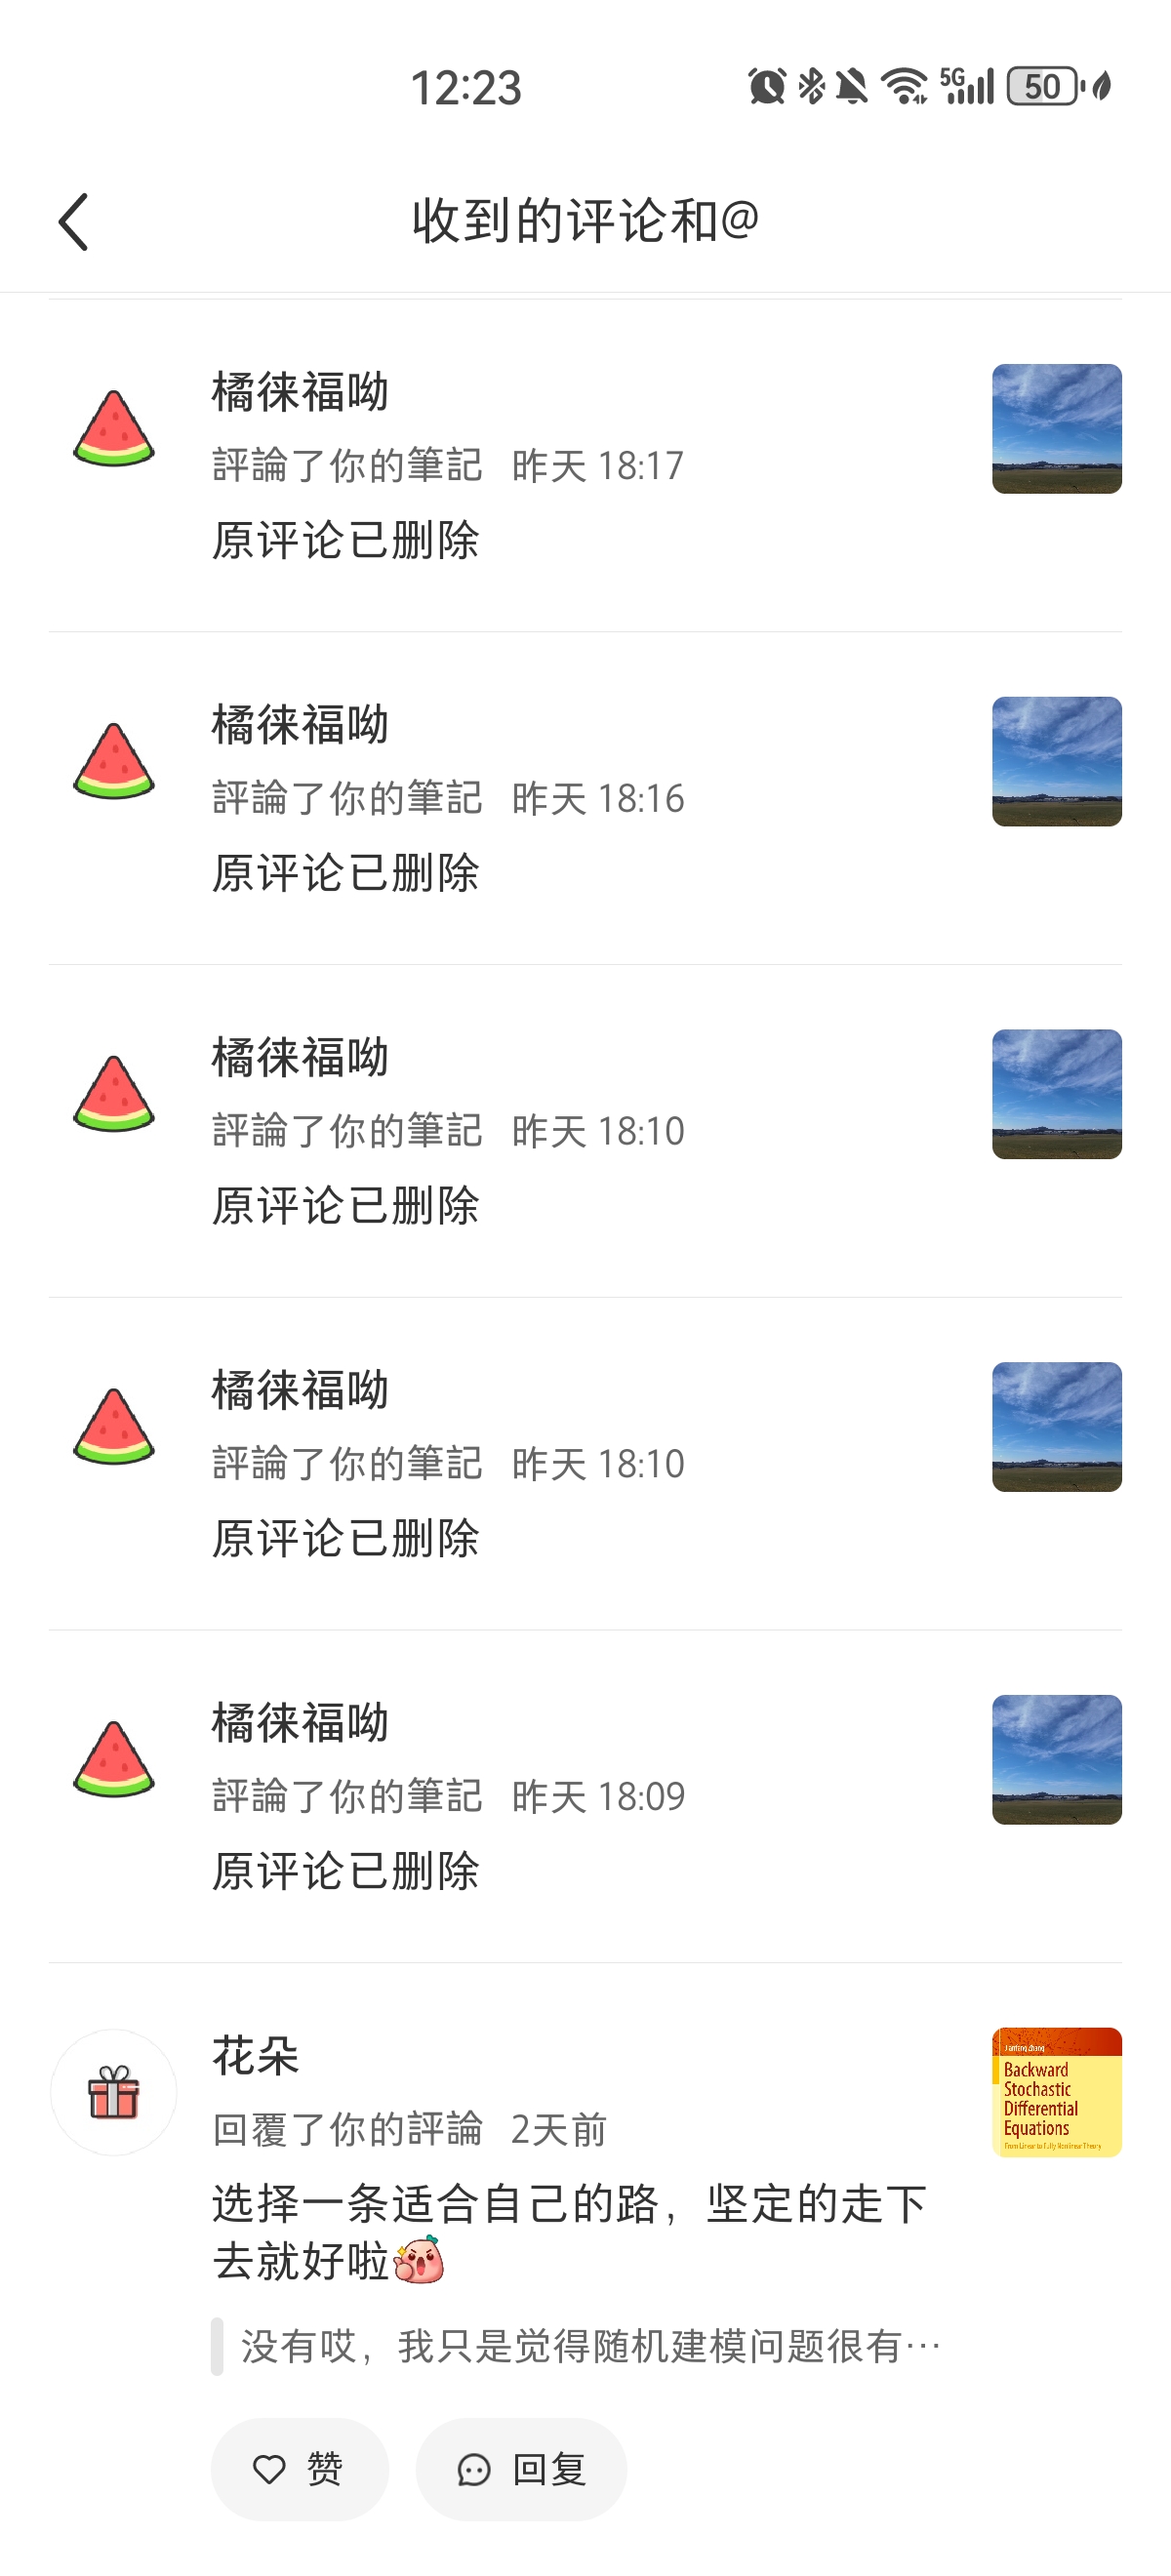 12:23
5G
50
收到的评论和@
橘徕福呦
評論了你的筆記 昨天 18:17
原评论已删除
橘徕福呦
評論了你的筆記 昨天 18:16
原评论已删除
橘徕福呦
評論了你的筆記 昨天 18:10
原评论已删除
橘徕福呦
評論了你的筆記 昨天 18:10
原评论已删除
橘徕福呦
評論了你的筆記 昨天 18:09
原评论已删除
花朵
回覆了你的評論 2天前
选择一条适合自己的路，坚定的走下
去就好啦
没有哎，我只是觉得随机建模问题很有…
赞
回复
Jianfeng Zhang
Backward
Stochastic
Differential
Equations
From Linear to Fully Nonlinear Theory